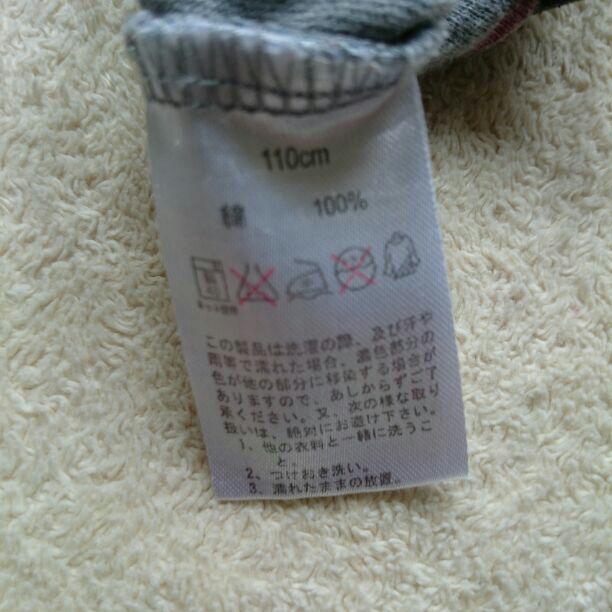 110cm
綿 100%
ネット使用
この製品は洗濯の際、及び汗や
雨等で濡れた場合、濃色部分の
色が他の部分に移染する場合が
ありますので、あしからずご了
承ください。又、次の様な取り
扱いは、絶対にお避け下さい。
1、他の衣料と一緒に洗うこ
と。
2、つけおき洗い。
3、濡れたままの放置。